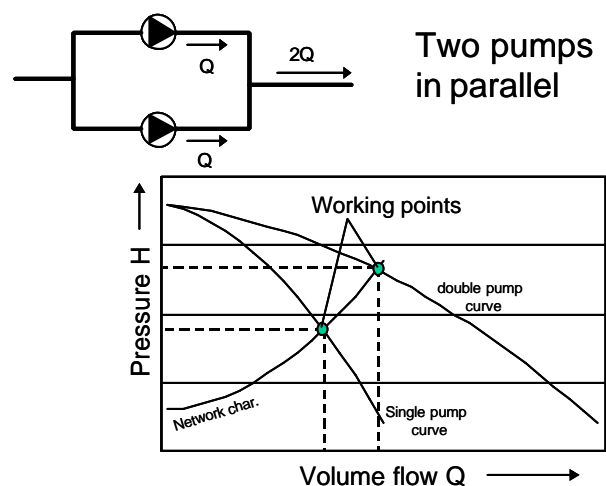 Two pumps
in parallel
Q
2Q
Q
Working points
Pressure H
double pump
curve
Network char.
Single pump
curve
Volume flow Q